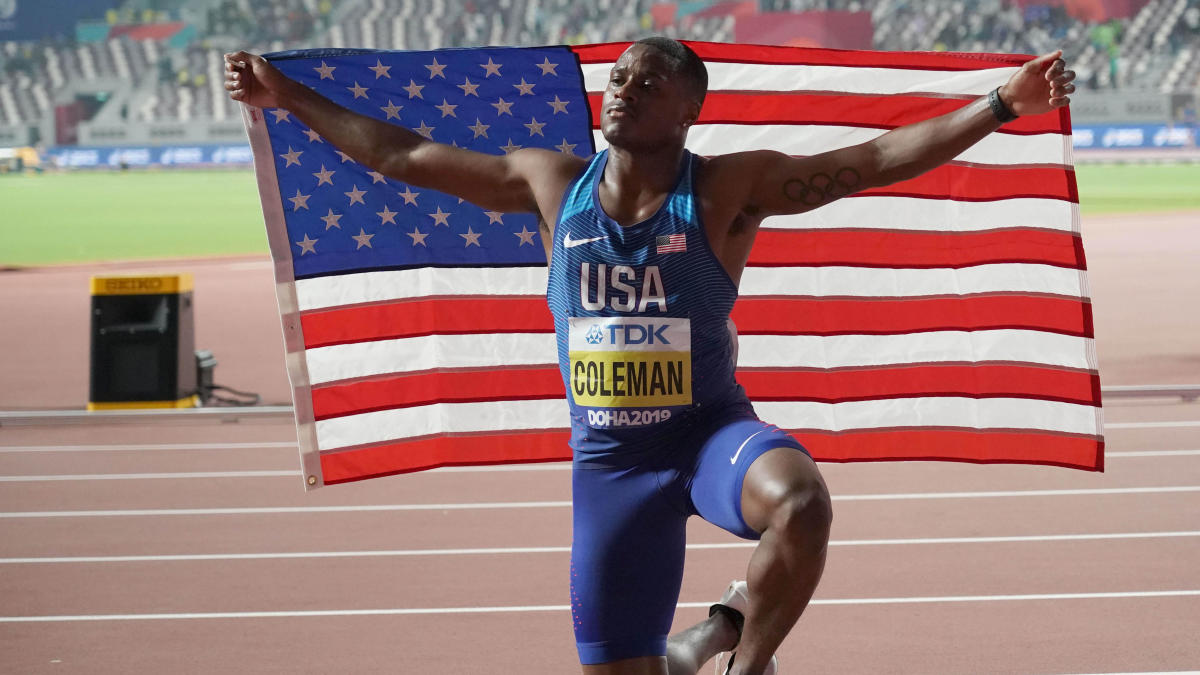 SEIKO
USA
TDK
COLEMAN
DOHA2019